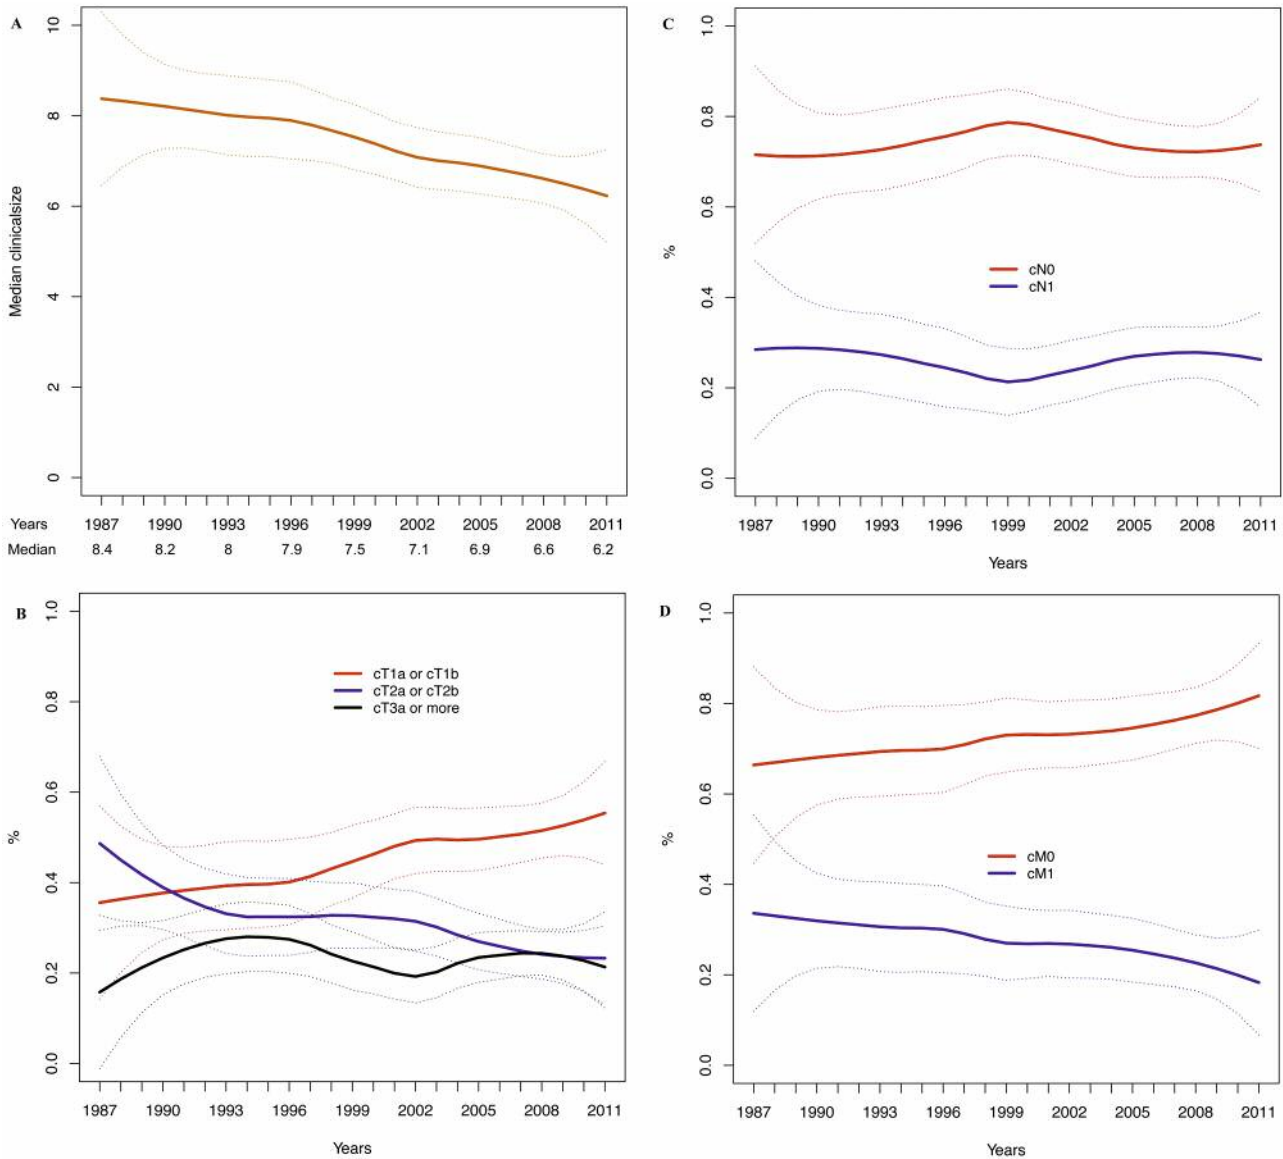 A
Median clinicalsize
10
8
6
4
2
0
Years 1987 1990 1993 1996 1999 2002 2005 2008 2011
Median 8.4 8.2 8 7.9 7.5 7.1 6.9 6.6 6.2
C
%
1.0
0.8
0.6
0.4
0.2
0.0
cN0
cN1
1987 1990 1993 1996 1999 2002 2005 2008 2011
Years
B
%
1.0
0.8
0.6
0.4
0.2
0.0
cT1a or cT1b
cT2a or cT2b
cT3a or more
1987 1990 1993 1996 1999 2002 2005 2008 2011
Years
D
%
1.0
0.8
0.6
0.4
0.2
0.0
cM0
cM1
1987 1990 1993 1996 1999 2002 2005 2008 2011
Years